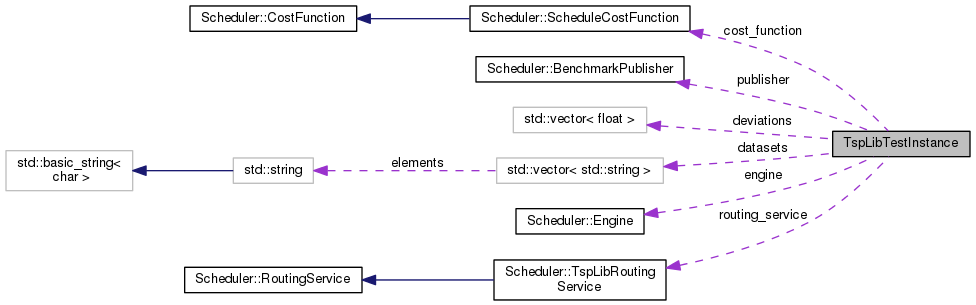 Scheduler::CostFunction
Scheduler::ScheduleCostFunction
cost_function
Scheduler::BenchmarkPublisher
publisher
std::vector< float >
deviations
TspLibTestInstance
std::basic_string<
char >
std::string
elements
std::vector< std::string >
datasets
Scheduler::Engine
engine
routing_service
Scheduler::RoutingService
Scheduler::TspLibRouting
Service